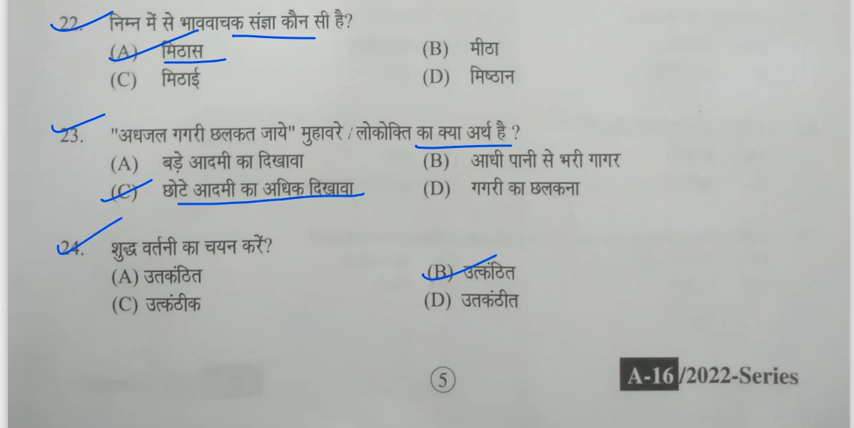 22. निम्न में से भाववाचक संज्ञा कौन सी है?
(A) मिठास (B) मीठा
(C) मिठाई (D) मिष्ठान
23. "अधजल गगरी छलकत जाये" मुहावरे / लोकोक्ति का क्या अर्थ है ?
(A) बड़े आदमी का दिखावा (B) आधी पानी से भरी गागर
(C) छोटे आदमी का अधिक दिखावा (D) गगरी का छलकना
24. शुद्ध वर्तनी का चयन करें?
(A) उतकंठित (B) उत्कंठित
(C) उत्कंठीक (D) उतकंठीत
5 A-16/2022-Series